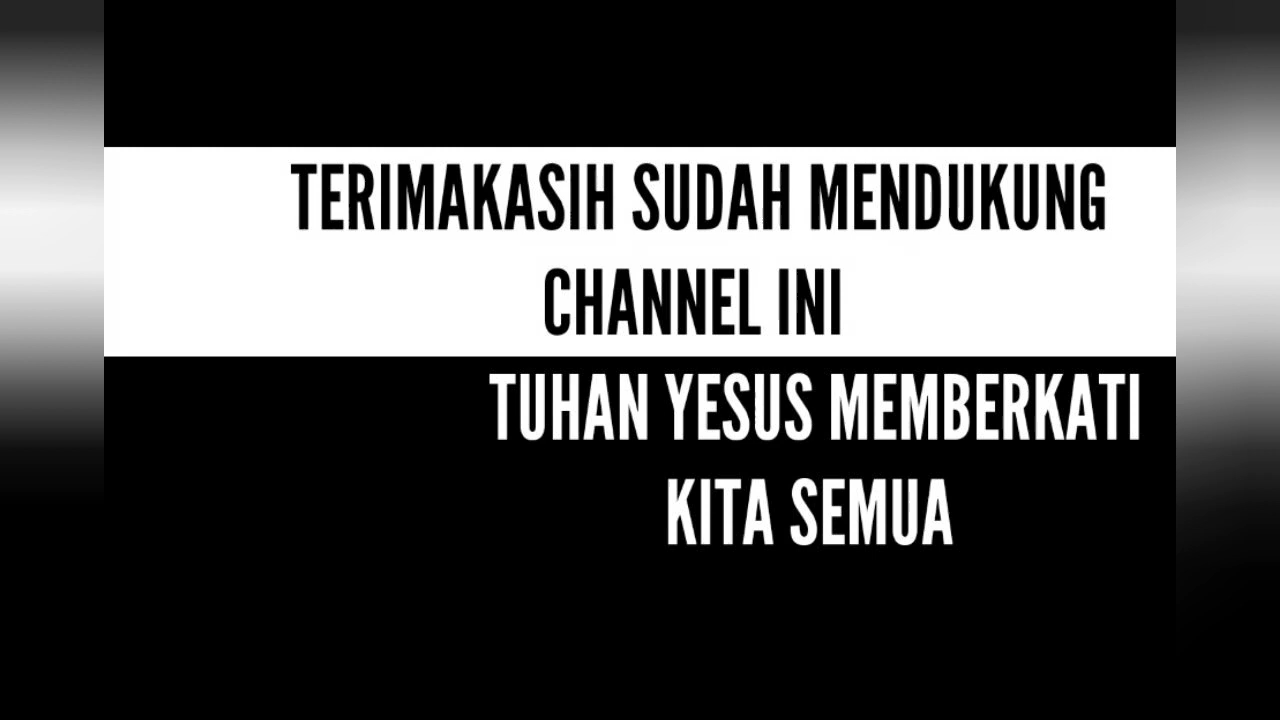 TERIMAKASIH SUDAH MENDUKUNG
CHANNEL INI
TUHAN YESUS MEMBERKATI
KITA SEMUA